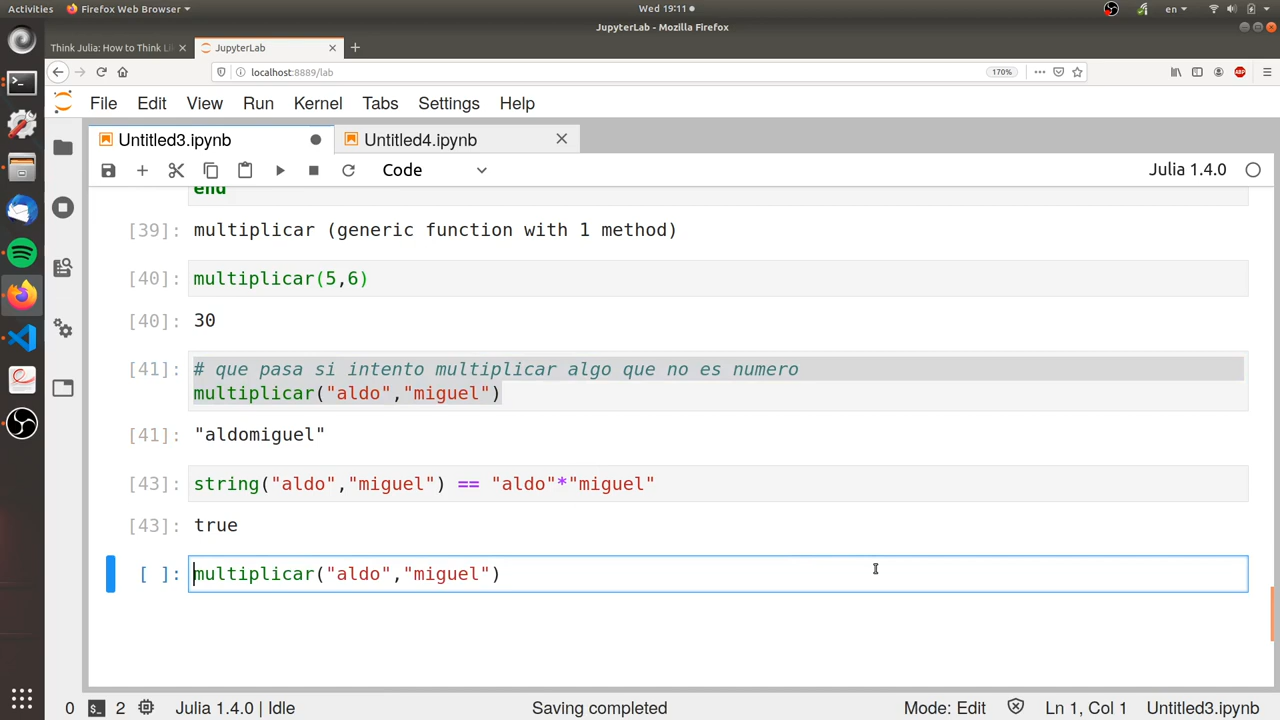 Activities Firefox Web Browser Wed 19:11 en
JupyterLab - Mozilla Firefox
Think Julia: How to Think Li JupyterLab
localhost:8889/lab 170% ABP
File Edit View Run Kernel Tabs Settings Help
Untitled3.ipynb Untitled4.ipynb
Code Julia 1.4.0
end
[39]: multiplicar (generic function with 1 method)
[40]: multiplicar(5,6)
[40]: 30
[41]: # que pasa si intento multiplicar algo que no es numero
multiplicar("aldo","miguel")
[41]: "aldomiguel"
[43]: string("aldo","miguel") == "aldo"*"miguel"
[43]: true
[ ]: multiplicar("aldo","miguel")
0 2 Julia 1.4.0 | Idle Saving completed Mode: Edit Ln 1, Col 1 Untitled3.ipynb